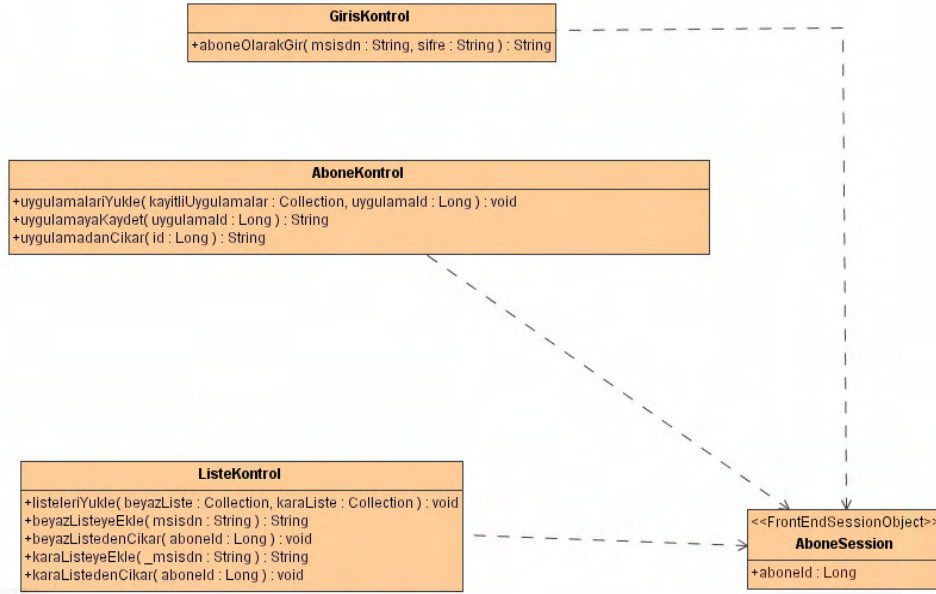 GirisKontrol
+aboneOlarakGir( msisdn : String, sifre : String ) : String
AboneKontrol
+uygulamalariYukle( kayitliUygulamalar : Collection, uygulamaId : Long ) : void
+uygulamayaKaydet( uygulamaId : Long ) : String
+uygulamadanCikar( id : Long ) : String
ListeKontrol
+listeleriYukle( beyazListe : Collection, karaListe : Collection ) : void
+beyazListeyeEkle( msisdn : String ) : String
+beyazListedenCikar( aboneId : Long ) : void
+karaListeyeEkle( _msisdn : String ) : String
+karaListedenCikar( aboneId : Long ) : void
<<FrontEndSessionObject>>
AboneSession
+aboneId : Long